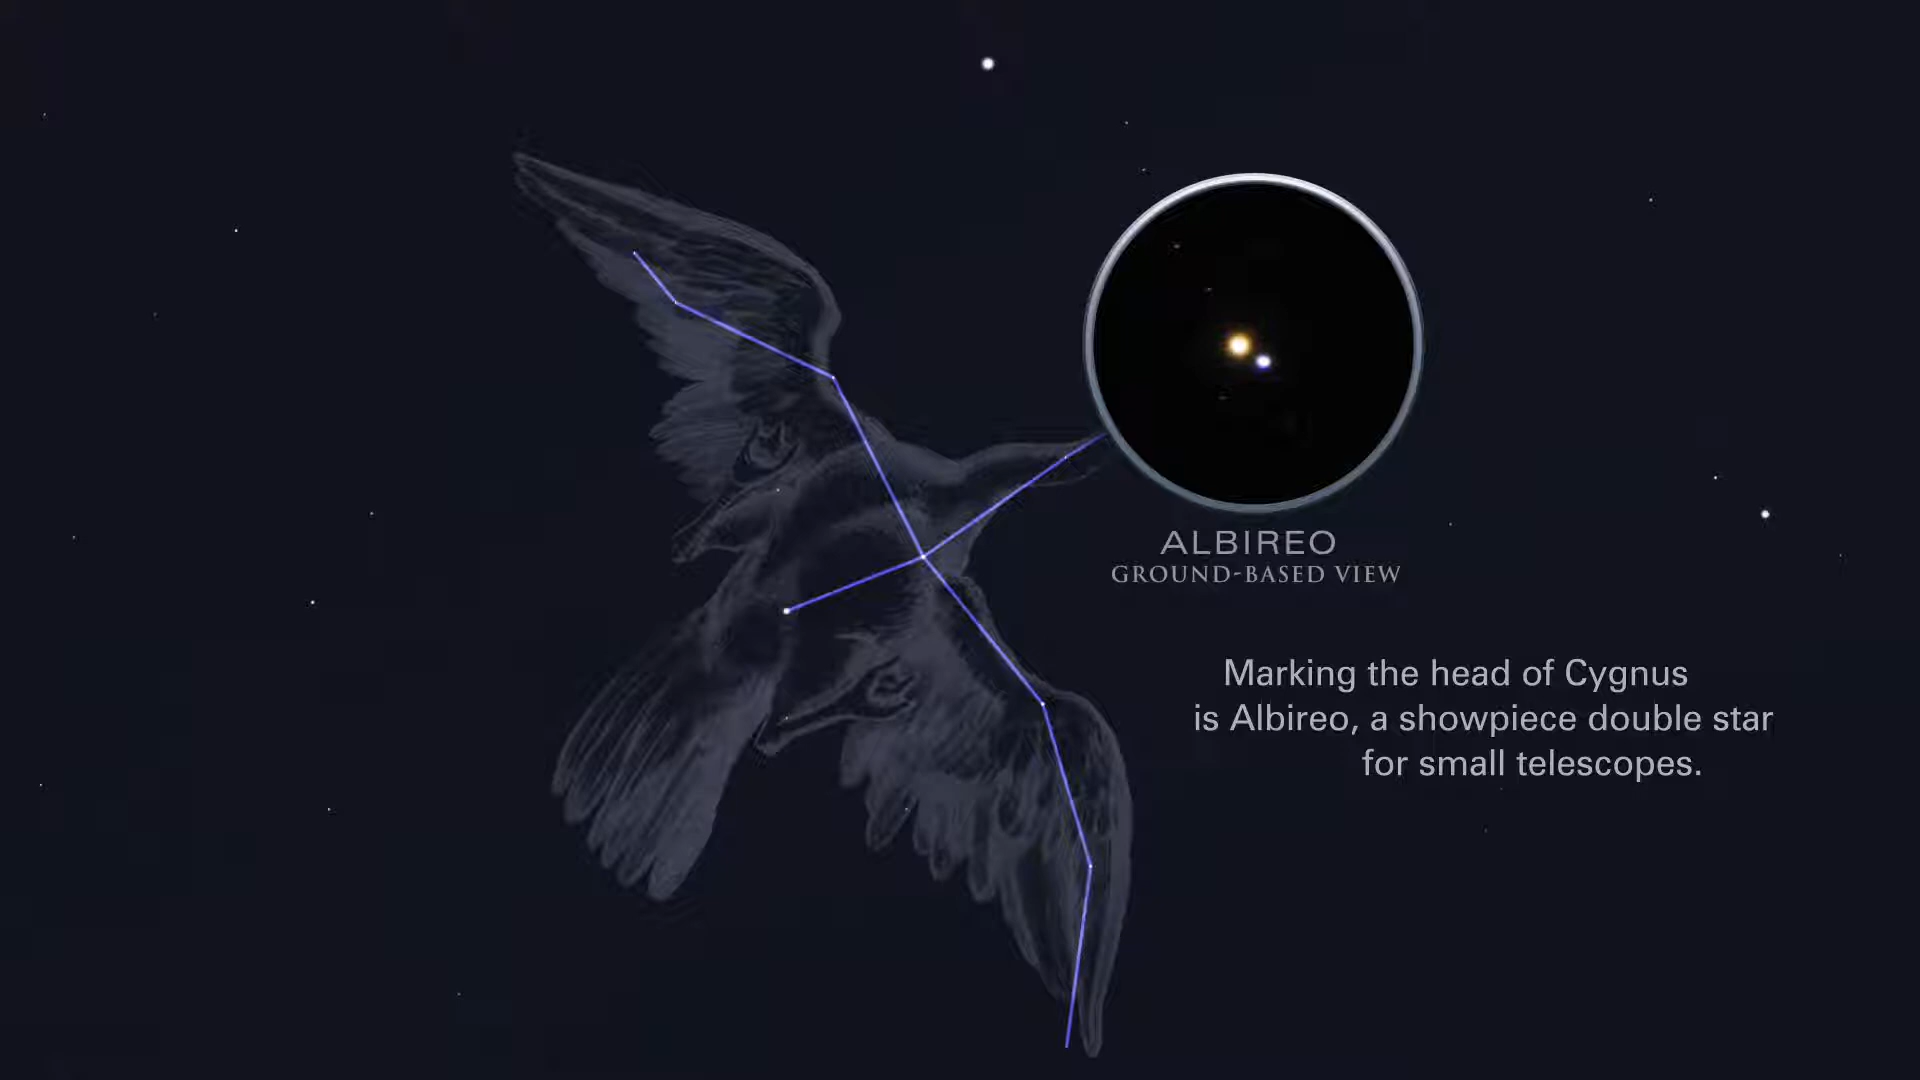 ALBIREO
GROUND-BASED VIEW
Marking the head of Cygnus
is Albireo, a showpiece double star
for small telescopes.